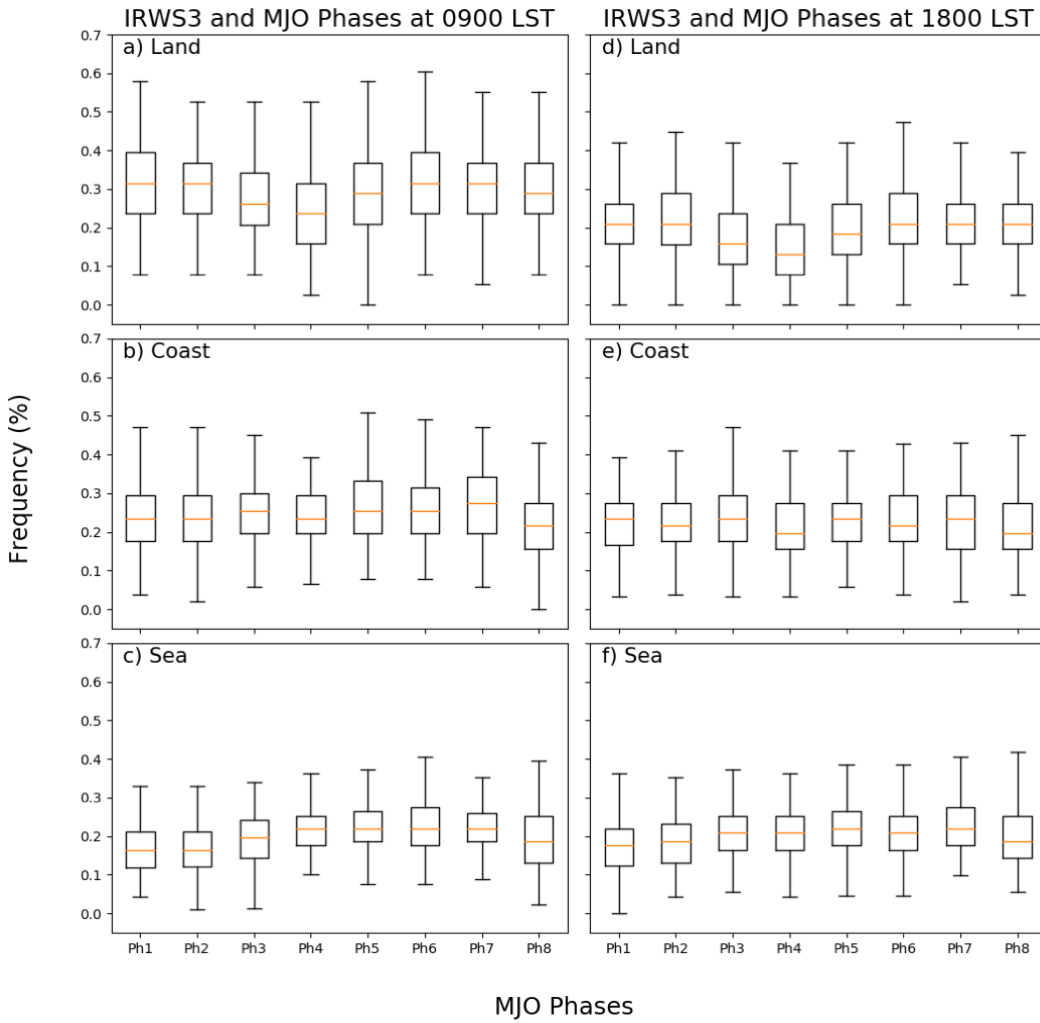 IRWS3 and MJO Phases at 0900 LST
IRWS3 and MJO Phases at 1800 LST
Frequency (%)
a) Land
0.7
0.6
0.5
0.4
0.3
0.2
0.1
0.0
d) Land
b) Coast
0.7
0.6
0.5
0.4
0.3
0.2
0.1
0.0
e) Coast
c) Sea
0.7
0.6
0.5
0.4
0.3
0.2
0.1
0.0
f) Sea
Ph1 Ph2 Ph3 Ph4 Ph5 Ph6 Ph7 Ph8
Ph1 Ph2 Ph3 Ph4 Ph5 Ph6 Ph7 Ph8
MJO Phases